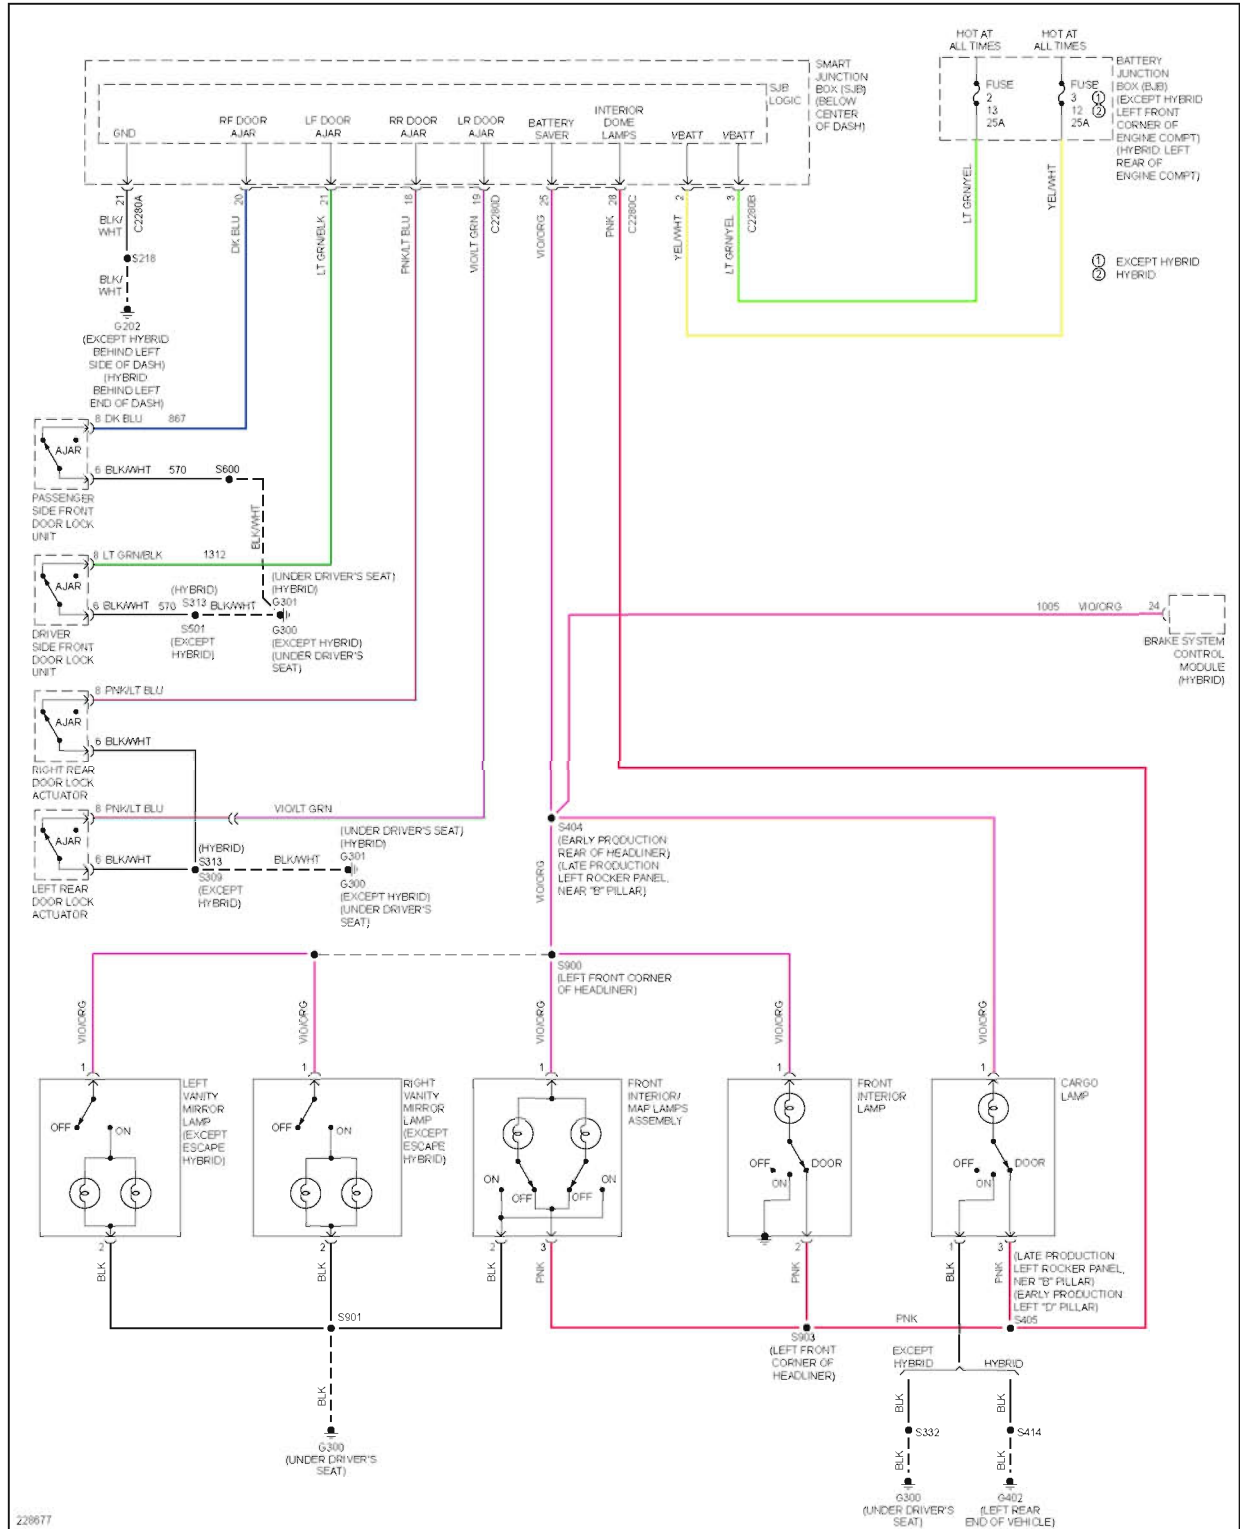 HOT AT
ALL TIMES
HOT AT
ALL TIMES
SMART
JUNCTION
BOX (SJB)
(BELOW
CENTER
OF DASH)
SJB
LOGIC
BATTERY
JUNCTION
BOX (BJB)
(EXCEPT HYBRID
LEFT FRONT
CORNER OF
ENGINE COMPT)
(HYBRID: LEFT
REAR OF
ENGINE COMPT)
FUSE
2
13
25A
FUSE
3 ①
12 ②
25A
GND
RF DOOR
AJAR
LF DOOR
AJAR
RR DOOR
AJAR
LR DOOR
AJAR
BATTERY
SAVER
INTERIOR
DOME
LAMPS
VBATT
VBATT
21
C2280A
20
21
18
19
C2280D
25
28
C2280C
2
3
C2280B
BLK/
WHT
DK BLU
LT GRN/BLK
PNK/LT BLU
VIO/LT GRN
VIO/ORG
PNK
YEL/WHT
LT GRN/YEL
LT GRN/YEL
YEL/WHT
S218
BLK/
WHT
① EXCEPT HYBRID
② HYBRID
G202
(EXCEPT HYBRID
BEHIND LEFT
SIDE OF DASH)
(HYBRID
BEHIND LEFT
END OF DASH)
8 DK BLU 867
AJAR
6 BLK/WHT 570 S600
PASSENGER
SIDE FRONT
DOOR LOCK
UNIT
BLK/WHT
8 LT GRN/BLK 1312
AJAR
(HYBRID)
S313
6 BLK/WHT 570 BLK/WHT
S501
(EXCEPT
HYBRID)
(UNDER DRIVER'S SEAT)
(HYBRID)
G301
G300
(EXCEPT HYBRID)
(UNDER DRIVER'S
SEAT)
DRIVER
SIDE FRONT
DOOR LOCK
UNIT
1005 VIO/ORG 24
BRAKE SYSTEM
CONTROL
MODULE
(HYBRID)
8 PNK/LT BLU
AJAR
6 BLK/WHT
RIGHT REAR
DOOR LOCK
ACTUATOR
8 PNK/LT BLU VIO/LT GRN
AJAR
(HYBRID)
S313
6 BLK/WHT BLK/WHT
S309
(EXCEPT
HYBRID)
(UNDER DRIVER'S SEAT)
(HYBRID)
G301
G300
(EXCEPT HYBRID)
(UNDER DRIVER'S
SEAT)
LEFT REAR
DOOR LOCK
ACTUATOR
S404
(EARLY PRODUCTION
REAR OF HEADLINER)
(LATE PRODUCTION
LEFT ROCKER PANEL,
NEAR "B" PILLAR)
VIO/ORG
S900
(LEFT FRONT CORNER
OF HEADLINER)
VIO/ORG
VIO/ORG
VIO/ORG
VIO/ORG
VIO/ORG
1
1
1
1
1
LEFT
VANITY
MIRROR
LAMP
(EXCEPT
ESCAPE
HYBRID)
OFF
ON
RIGHT
VANITY
MIRROR
LAMP
(EXCEPT
ESCAPE
HYBRID)
OFF
ON
FRONT
INTERIOR/
MAP LAMPS
ASSEMBLY
ON
OFF
OFF
ON
FRONT
INTERIOR
LAMP
OFF
ON
DOOR
CARGO
LAMP
OFF
ON
DOOR
2
2
2
3
2
1
3
BLK
BLK
BLK
PNK
PNK
BLK
PNK
(LATE PRODUCTION
LEFT ROCKER PANEL,
NER "B" PILLAR)
(EARLY PRODUCTION
LEFT "D" PILLAR)
S405
S901
S903
(LEFT FRONT
CORNER OF
HEADLINER)
PNK
EXCEPT
HYBRID
HYBRID
BLK
BLK
BLK
S332
S414
BLK
BLK
G300
(UNDER DRIVER'S
SEAT)
G300
(UNDER DRIVER'S
SEAT)
G402
(LEFT REAR
END OF VEHICLE)
228677